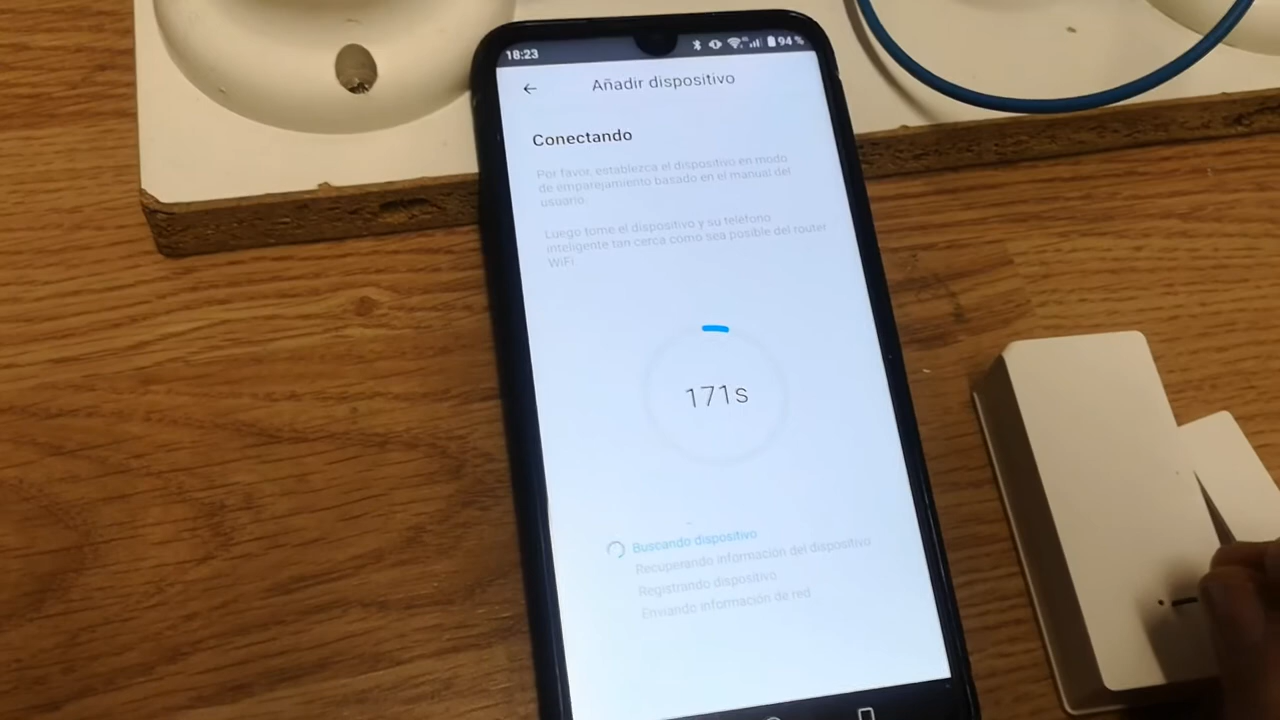 18:23
94 %
Añadir dispositivo
Conectando
Por favor, establezca el dispositivo en modo
de emparejamiento basado en el manual del
usuario.
Luego tome el dispositivo y su teléfono
inteligente tan cerca como sea posible del router
WiFi
171s
Buscando dispositivo
Recuperando información del dispositivo
Registrando dispositivo
Enviando información de red